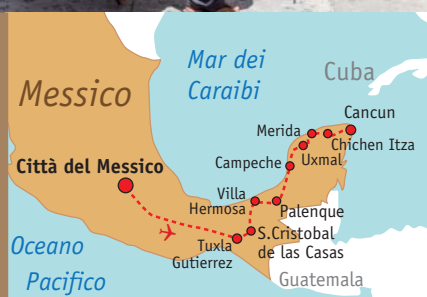 Mar dei
Caraibi
Cuba
Messico
Cancun
Merida
Chichen Itza
Uxmal
Città del Messico
Campeche
Villa
Hermosa
Palenque
S.Cristobal
de las Casas
Tuxla
Gutierrez
Oceano
Pacifico
Guatemala